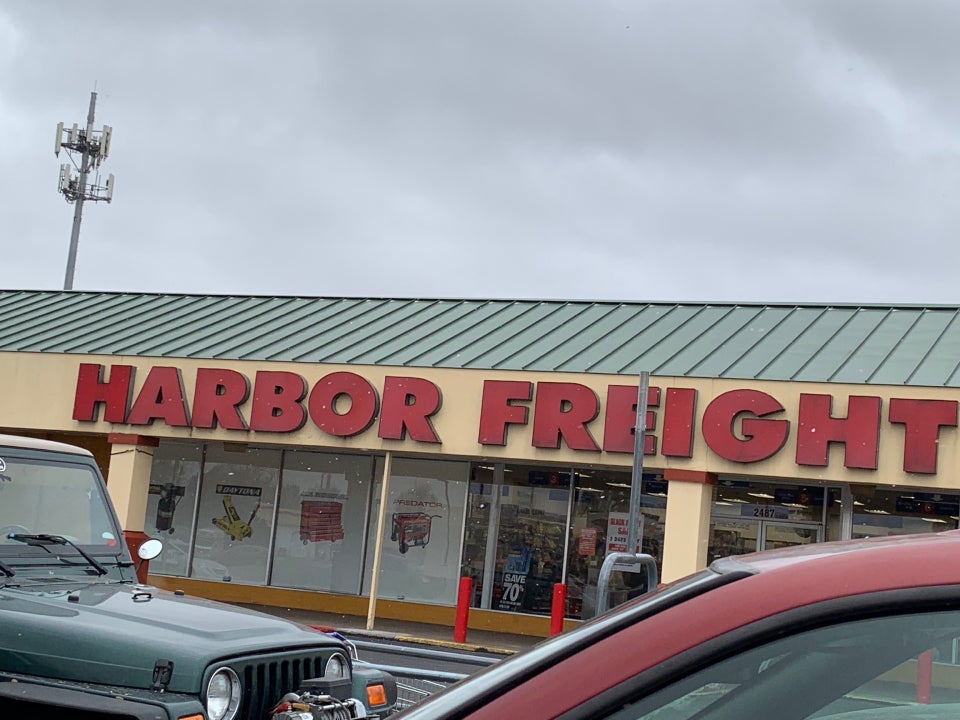 HARBOR FREIGHT
DAYTONA
PREDATOR
2487
SAVE
70%